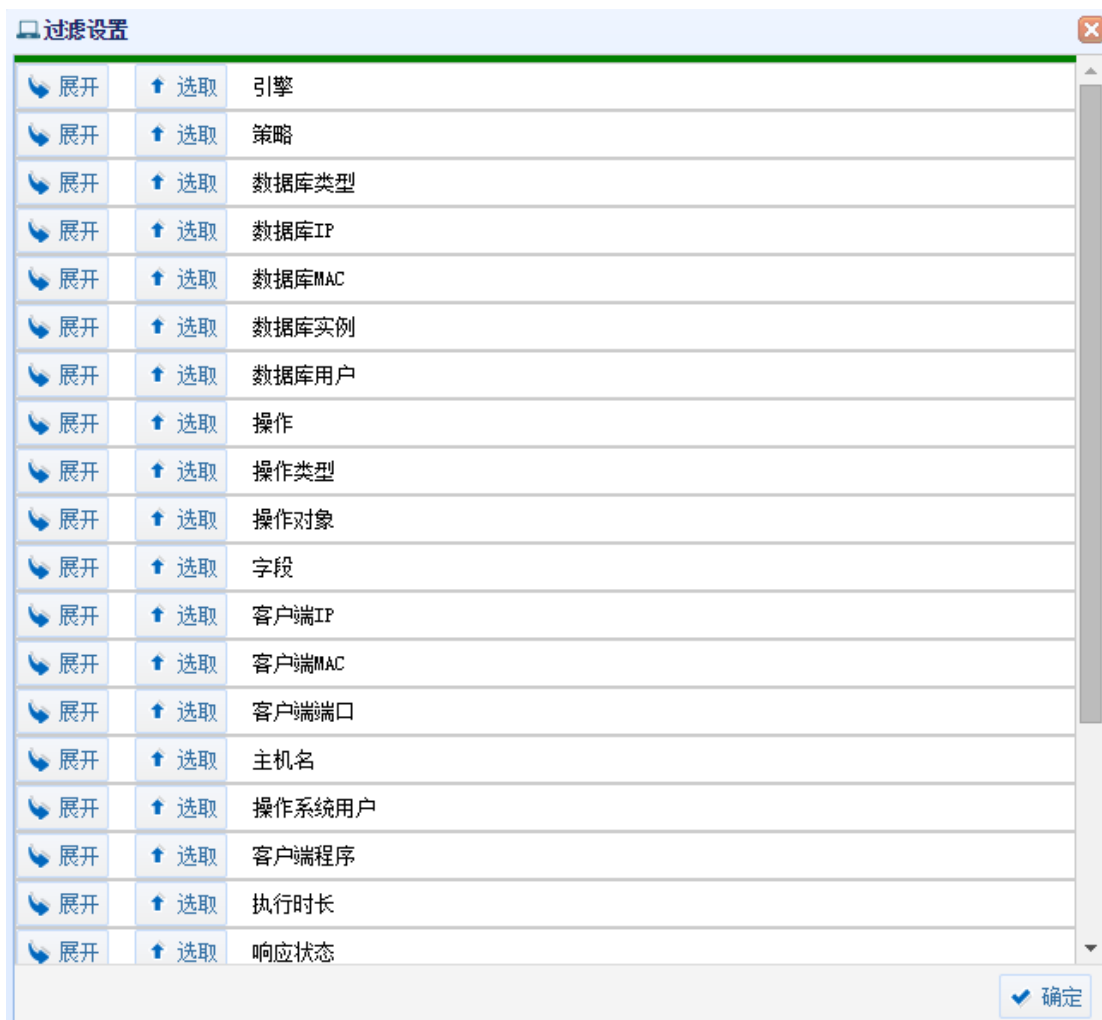 过滤设置
展开 选取 引擎
展开 选取 策略
展开 选取 数据库类型
展开 选取 数据库IP
展开 选取 数据库MAC
展开 选取 数据库实例
展开 选取 数据库用户
展开 选取 操作
展开 选取 操作类型
展开 选取 操作对象
展开 选取 字段
展开 选取 客户端IP
展开 选取 客户端MAC
展开 选取 客户端端口
展开 选取 主机名
展开 选取 操作系统用户
展开 选取 客户端程序
展开 选取 执行时长
展开 选取 响应状态
确定